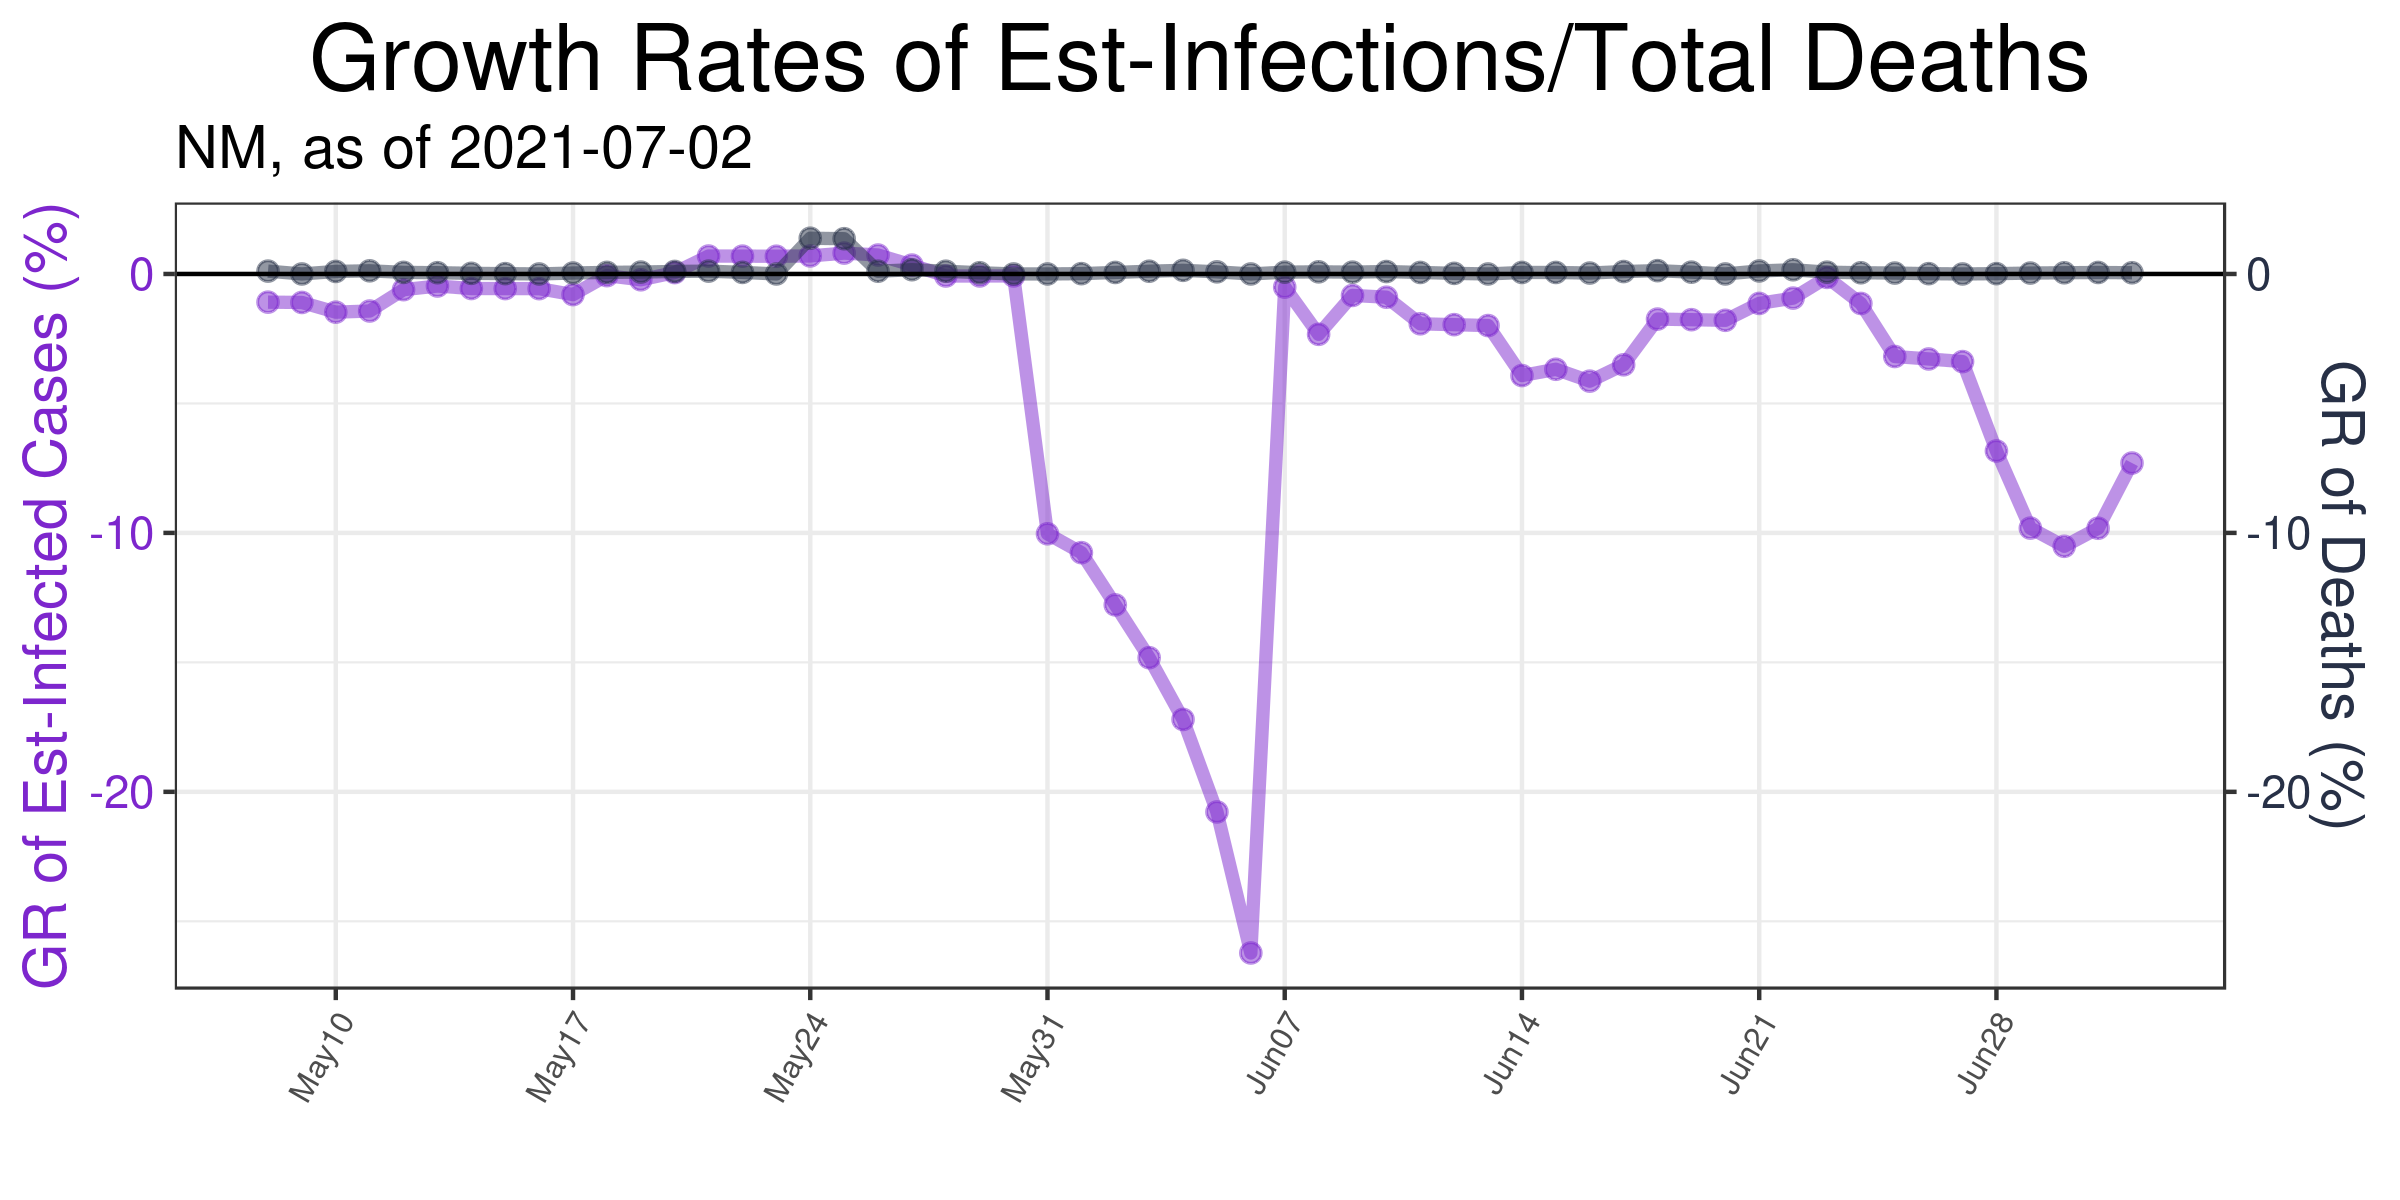 Growth Rates of Est-Infections/Total Deaths
NM, as of 2021-07-02
GR of Est-Infected Cases (%)
0
-10
-20
0
-10
-20
GR of Deaths (%)
May10
May17
May24
May31
Jun07
Jun14
Jun21
Jun28